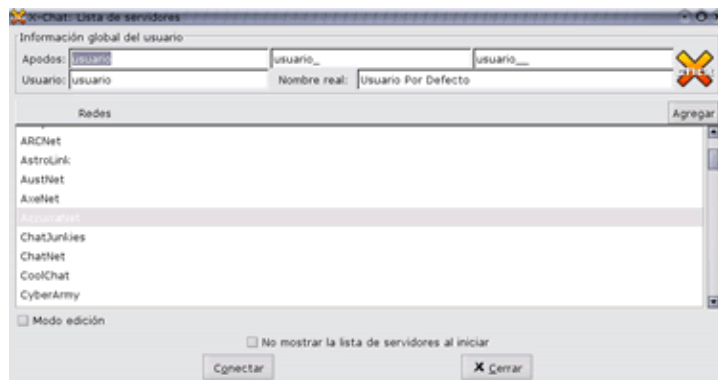 X-Chat: Lista de servidores
Información global del usuario
Apodos: usuario usuario_ usuario__
Usuario: usuario Nombre real: Usuario Por Defecto
Redes Agregar
ARCNet
AstroLink
AustNet
AxeNet
AzzurraNet
ChatJunkies
ChatNet
CoolChat
CyberArmy
Modo edición
No mostrar la lista de servidores al iniciar
Conectar Cerrar